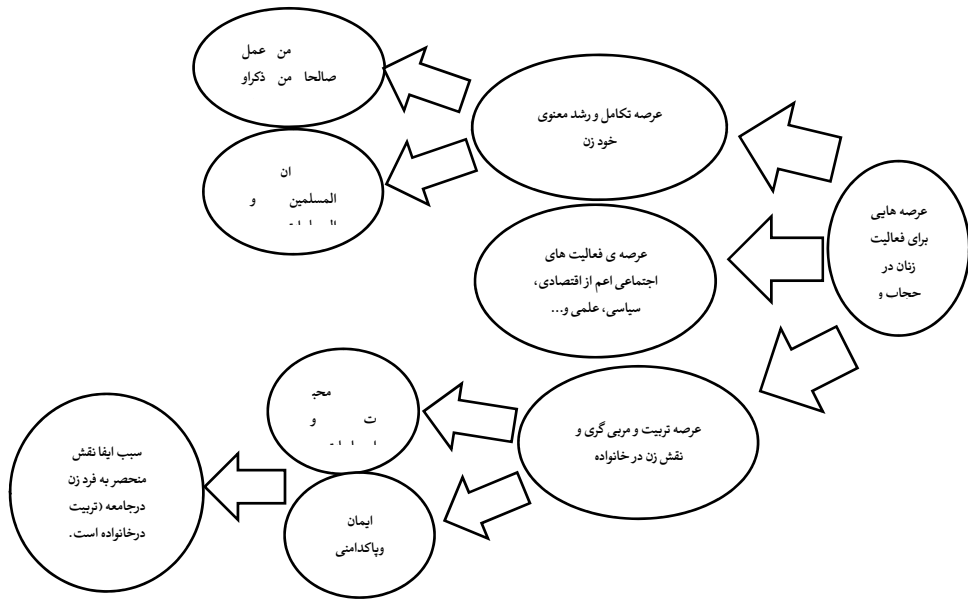 عرصه هایی
برای فعالیت
زنان در
حجاب و
عرصه تکامل و رشد معنوی
خود زن
من عمل
صالحا من ذکراو
ان
المسلمین و
عرصه ی فعالیت های
اجتماعی اعم از اقتصادی،
سیاسی، علمی و...
عرصه تربیت و مربی گری و
نقش زن در خانواده
محبـ
ت و
ایمان
وپاکدامنی
سبب ایفا نقش
منحصر به فرد زن
درجامعه (تربیت
درخانواده است.